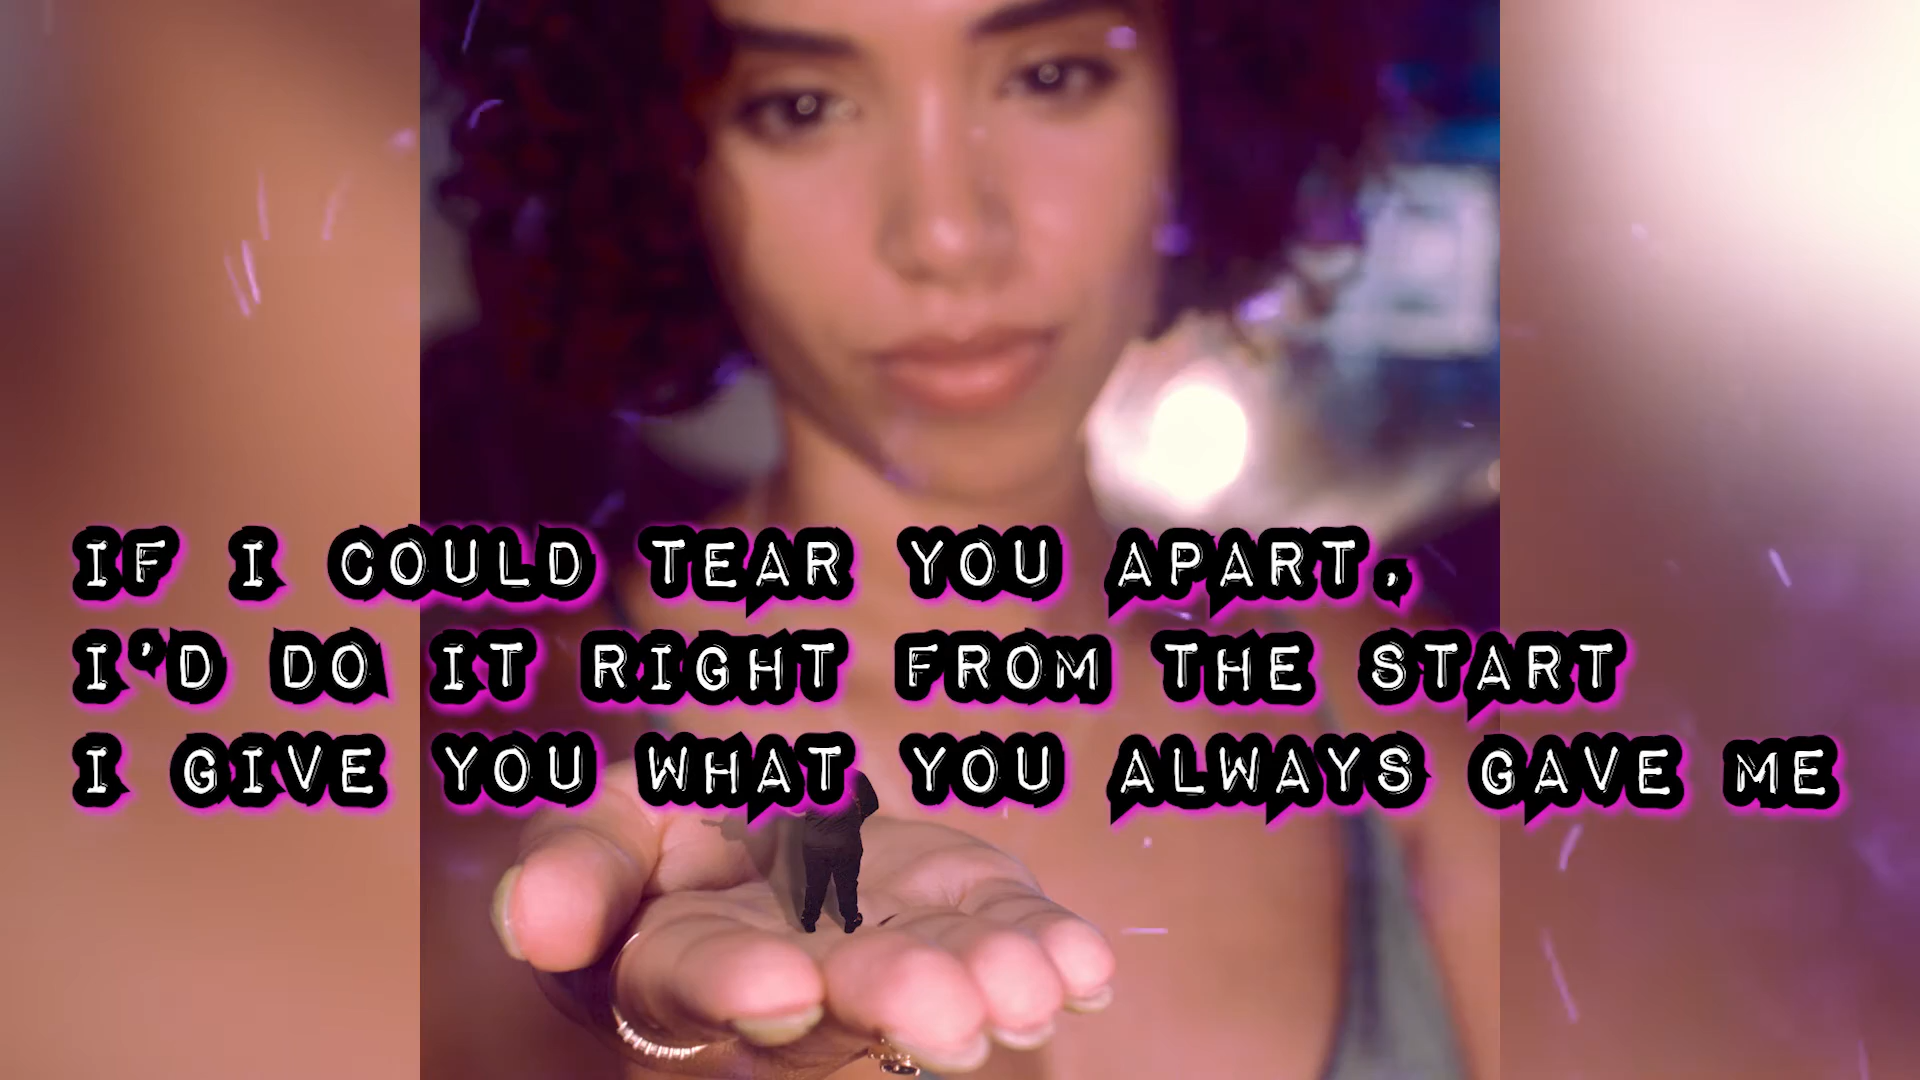 IF I COULD TEAR YOU APART,
I'D DO IT RIGHT FROM THE START
I GIVE YOU WHAT YOU ALWAYS GAVE ME